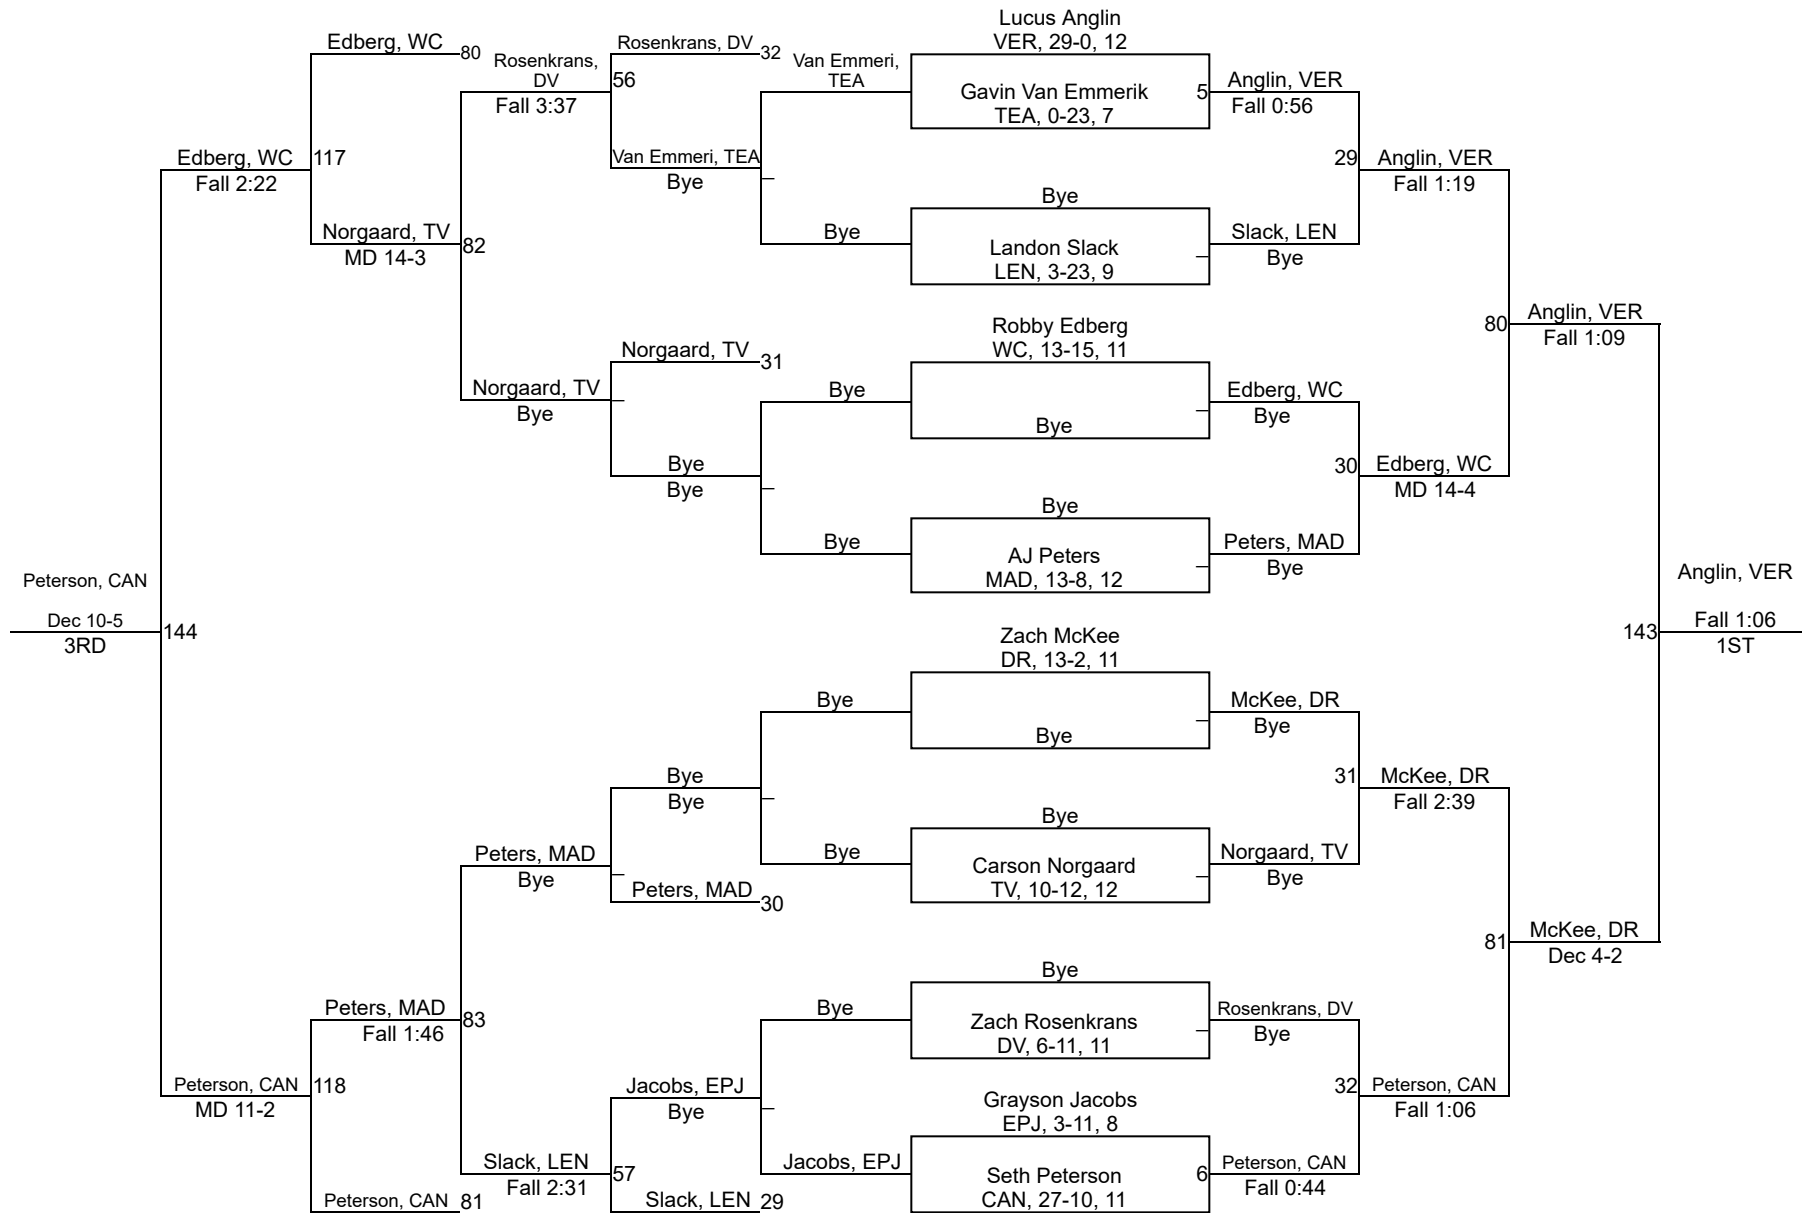 Lucus Anglin
VER, 29-0, 12
Gavin Van Emmerik
TEA, 0-23, 7
5
Bye
Landon Slack
LEN, 3-23, 9
Robby Edberg
WC, 13-15, 11
Bye
Bye
AJ Peters
MAD, 13-8, 12
Zach McKee
DR, 13-2, 11
Bye
Bye
Carson Norgaard
TV, 10-12, 12
Bye
Zach Rosenkrans
DV, 6-11, 11
Grayson Jacobs
EPJ, 3-11, 8
Seth Peterson
CAN, 27-10, 11
6
Anglin, VER
Fall 0:56
29
Slack, LEN
Bye
Edberg, WC
Bye
30
Peters, MAD
Bye
McKee, DR
Bye
31
Norgaard, TV
Bye
Rosenkrans, DV
Bye
32
Peterson, CAN
Fall 0:44
Anglin, VER
Fall 1:19
80
Edberg, WC
MD 14-4
McKee, DR
Fall 2:39
81
Peterson, CAN
Fall 1:06
Anglin, VER
Fall 1:09
143
McKee, DR
Dec 4-2
Anglin, VER
Fall 1:06
1ST
Van Emmeri,
TEA
Bye
Bye
Bye
Bye
Bye
Bye
Jacobs, EPJ
Rosenkrans, DV
32
56
Van Emmeri, TEA
Bye
Norgaard, TV
31
Bye
Bye
Bye
Bye
Peters, MAD
30
Jacobs, EPJ
Bye
57
Slack, LEN
29
Rosenkrans,
DV
Fall 3:37
82
Norgaard, TV
Bye
Peters, MAD
Bye
83
Slack, LEN
Fall 2:31
Edberg, WC
80
117
Norgaard, TV
MD 14-3
Peters, MAD
Fall 1:46
118
Peterson, CAN
81
Edberg, WC
Fall 2:22
144
Peterson, CAN
MD 11-2
Peterson, CAN
Dec 10-5
3RD